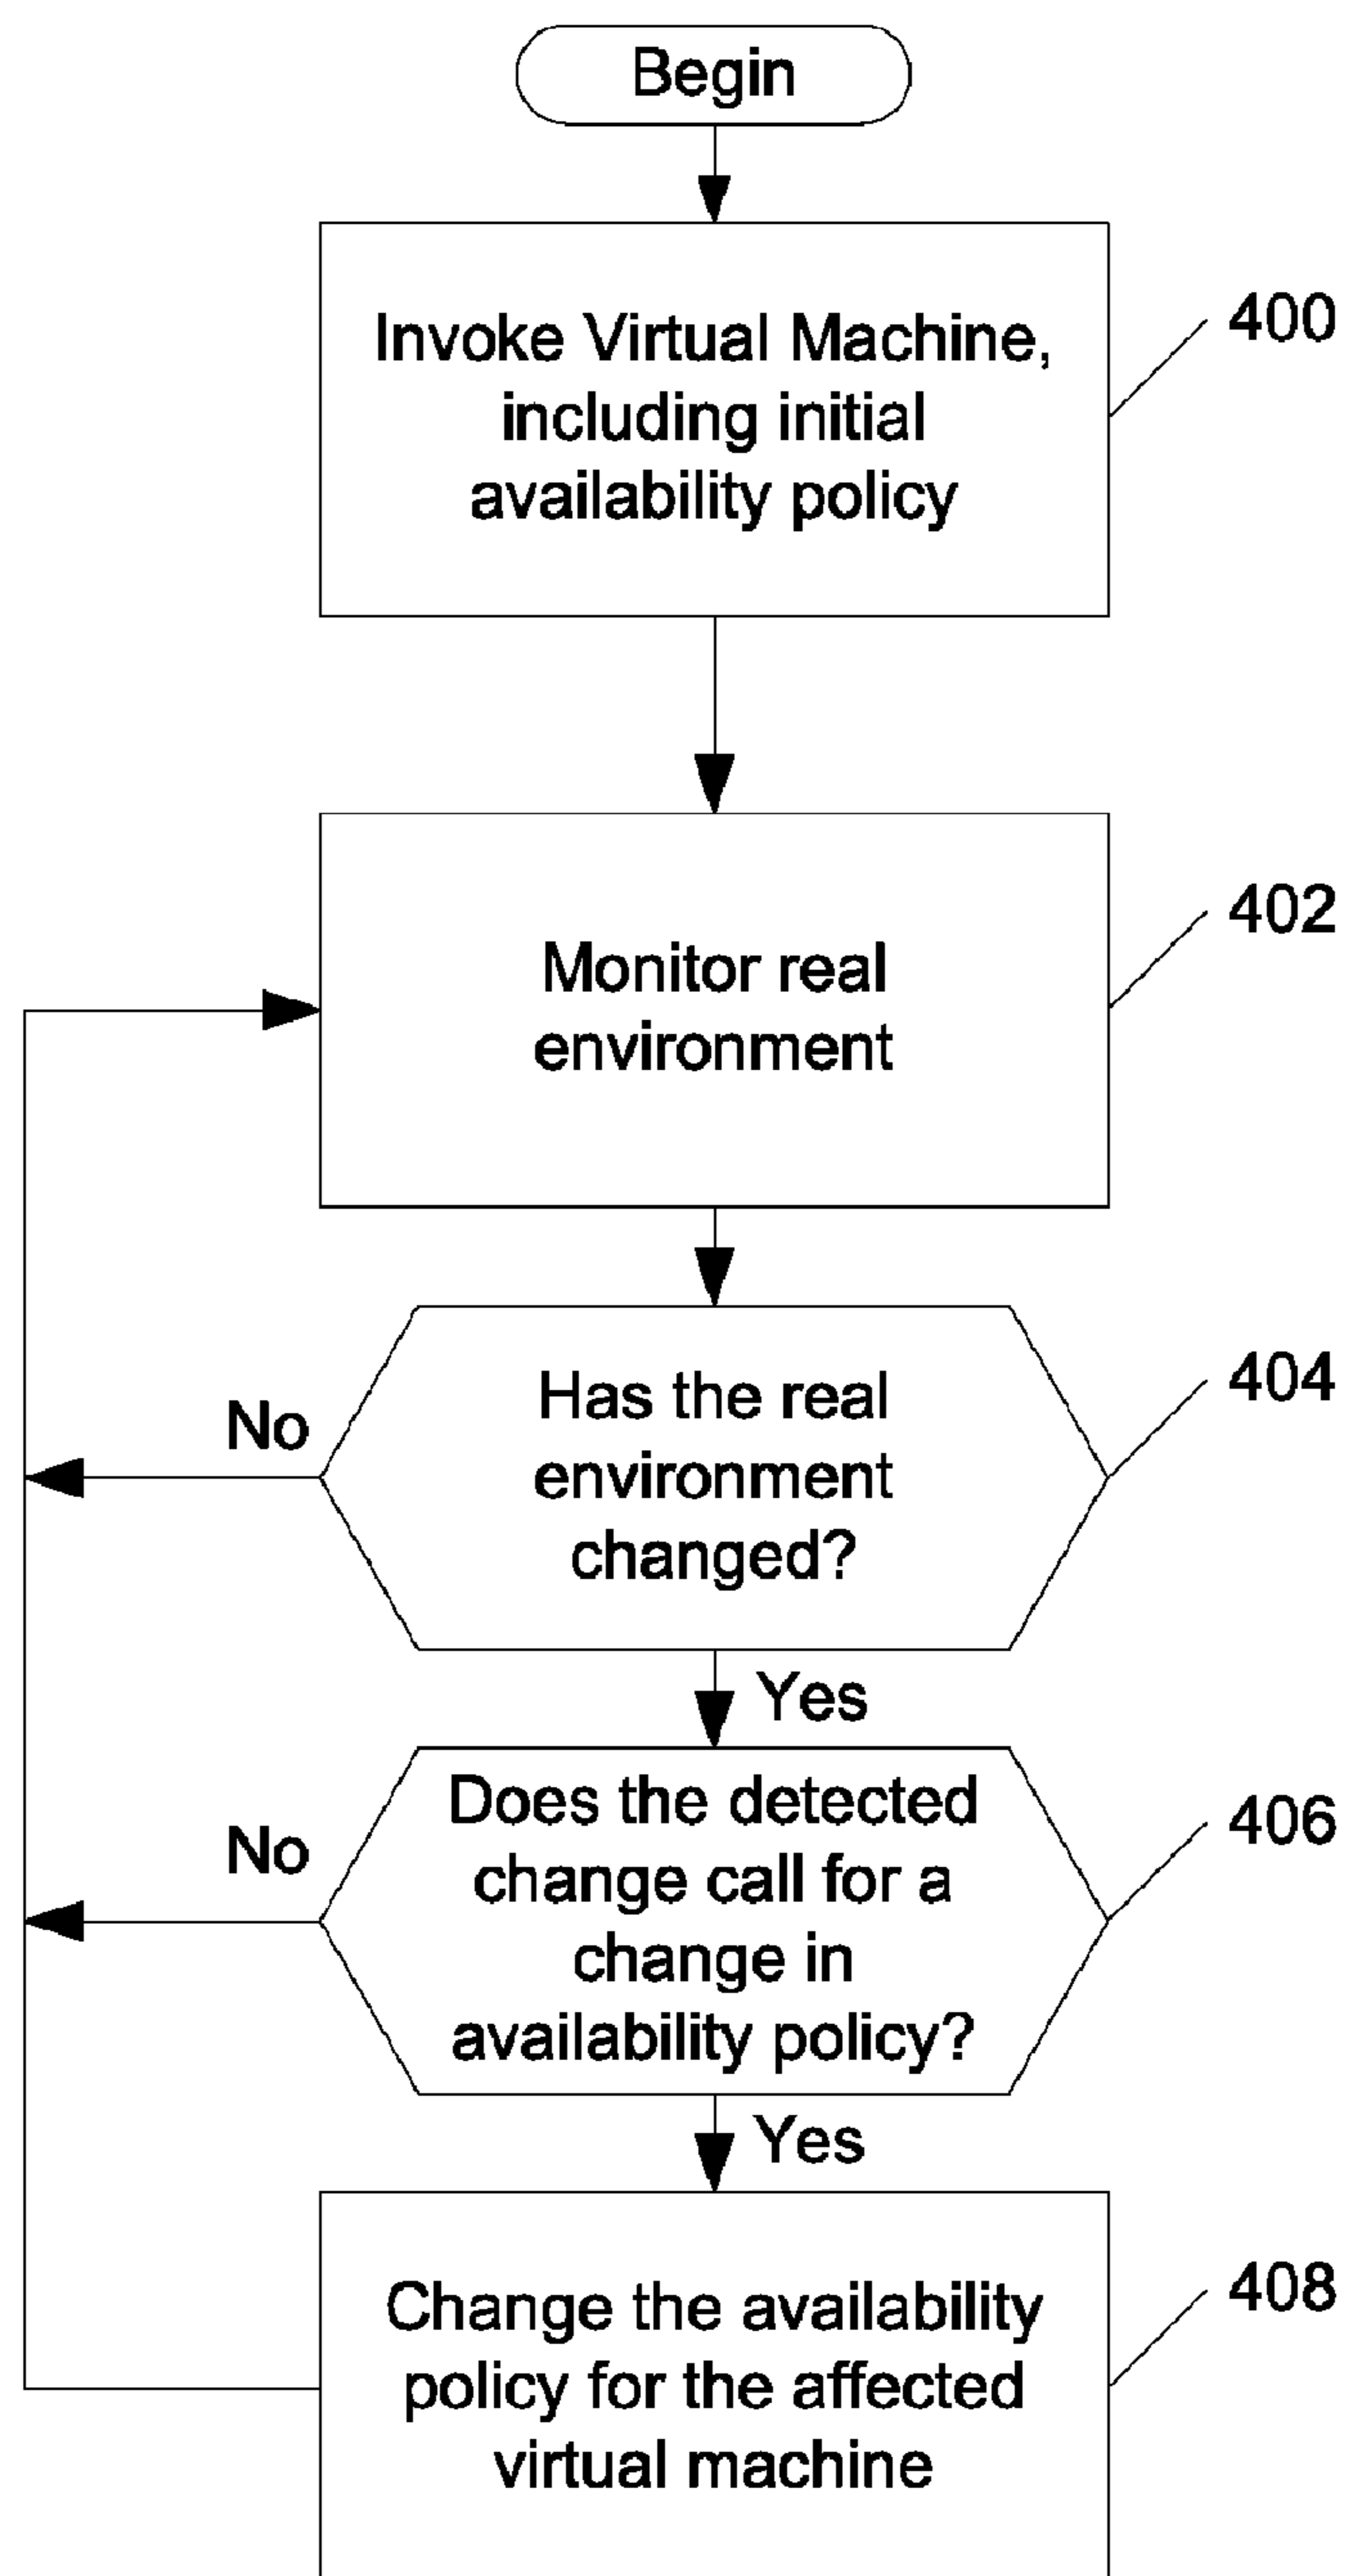 Begin
Invoke Virtual Machine,
including initial
availability policy
400
Monitor real
environment
402
Has the real
environment
changed?
404
No
Yes
Does the detected
change call for a
change in
availability policy?
406
No
Yes
Change the availability
policy for the affected
virtual machine
408